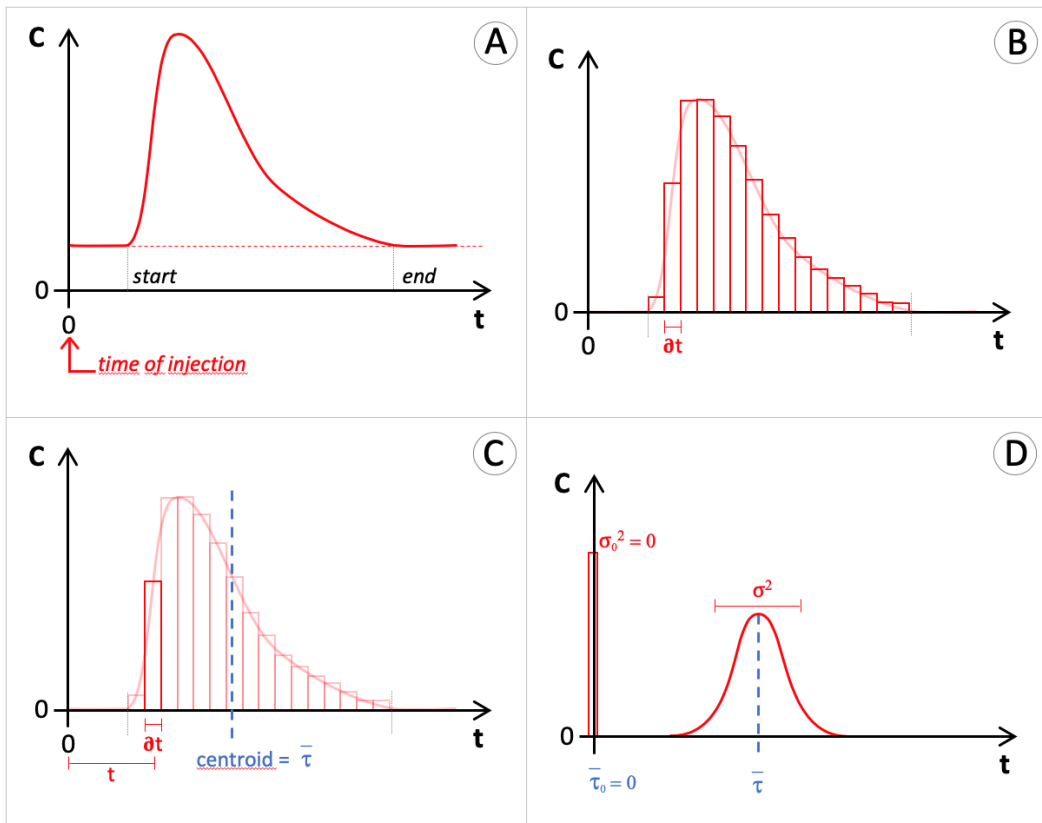 C
A
start
end
0
t
0
time of injection
C
B
0
0
∂t
t
C
C
0
0
∂t
t
t
centroid = τ̅
C
D
σ₀² = 0
σ²
0
t
τ̅₀ = 0
τ̅